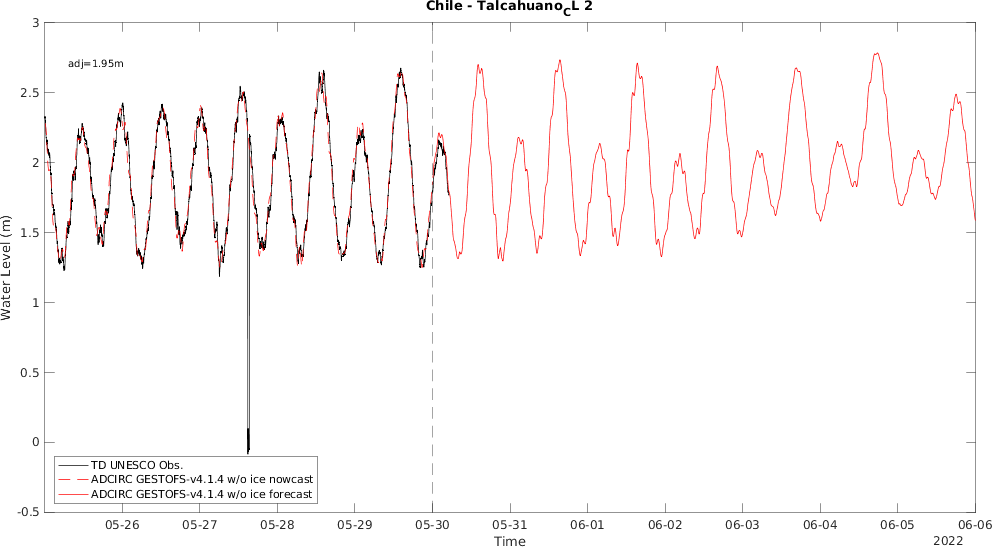 Chile - TalcahuanoCL 2
adj=1.95m
3
2.5
2
1.5
1
0.5
0
-0.5
Water Level (m)
TD UNESCO Obs.
ADCIRC GESTOFS-v4.1.4 w/o ice nowcast
ADCIRC GESTOFS-v4.1.4 w/o ice forecast
05-26 05-27 05-28 05-29 05-30 05-31 06-01 06-02 06-03 06-04 06-05 06-06
Time
2022